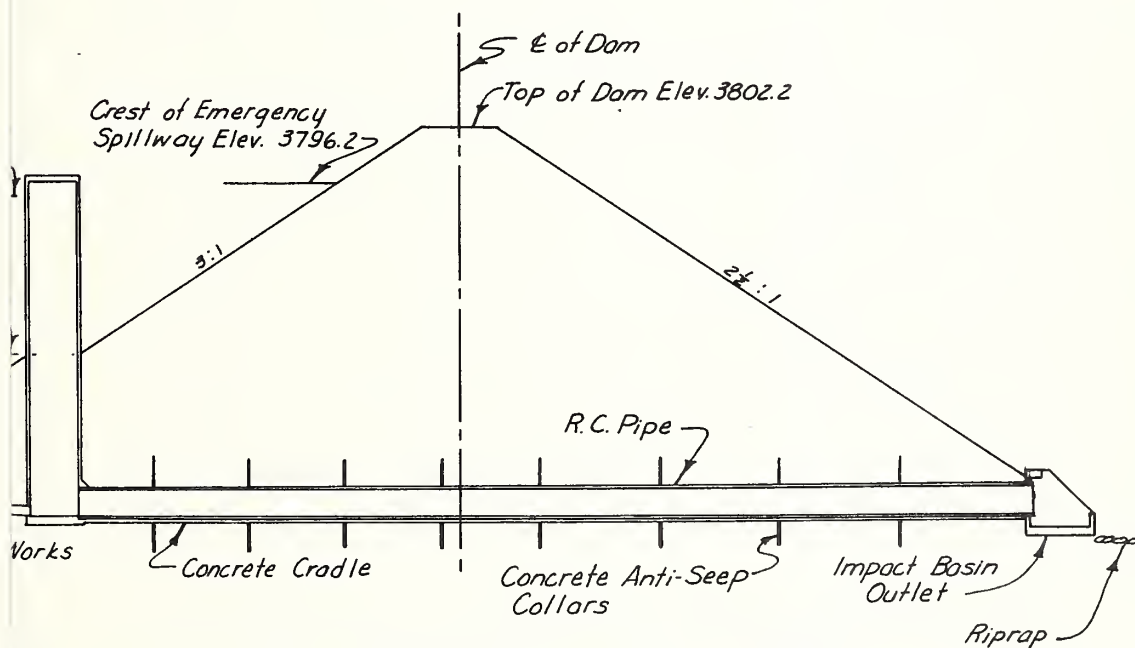 ℄ of Dam
Top of Dam Elev. 3802.2
Crest of Emergency
Spillway Elev. 3796.2
3:1
2½:1
R.C. Pipe
Works
Concrete Cradle
Concrete Anti-Seep
Collars
Impact Basin
Outlet
Riprap